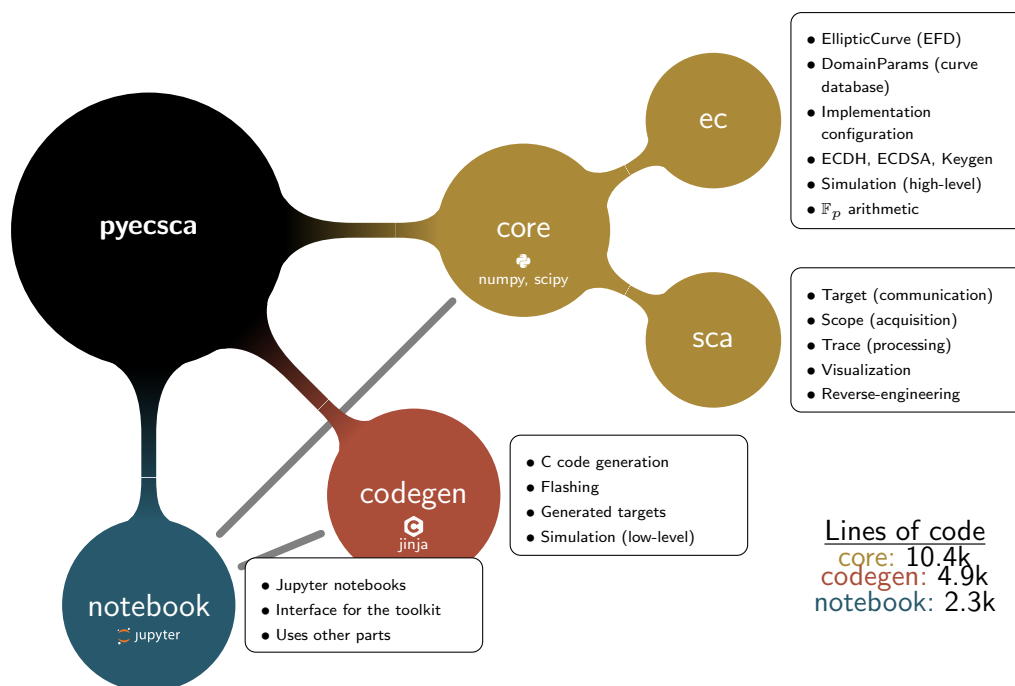 pyecsca
core
numpy, scipy
ec
● EllipticCurve (EFD)
● DomainParams (curve
database)
● Implementation
configuration
● ECDH, ECDSA, Keygen
● Simulation (high-level)
● 𝔽p arithmetic
sca
● Target (communication)
● Scope (acquisition)
● Trace (processing)
● Visualization
● Reverse-engineering
codegen
jinja
● C code generation
● Flashing
● Generated targets
● Simulation (low-level)
notebook
jupyter
● Jupyter notebooks
● Interface for the toolkit
● Uses other parts
Lines of code
core: 10.4k
codegen: 4.9k
notebook: 2.3k